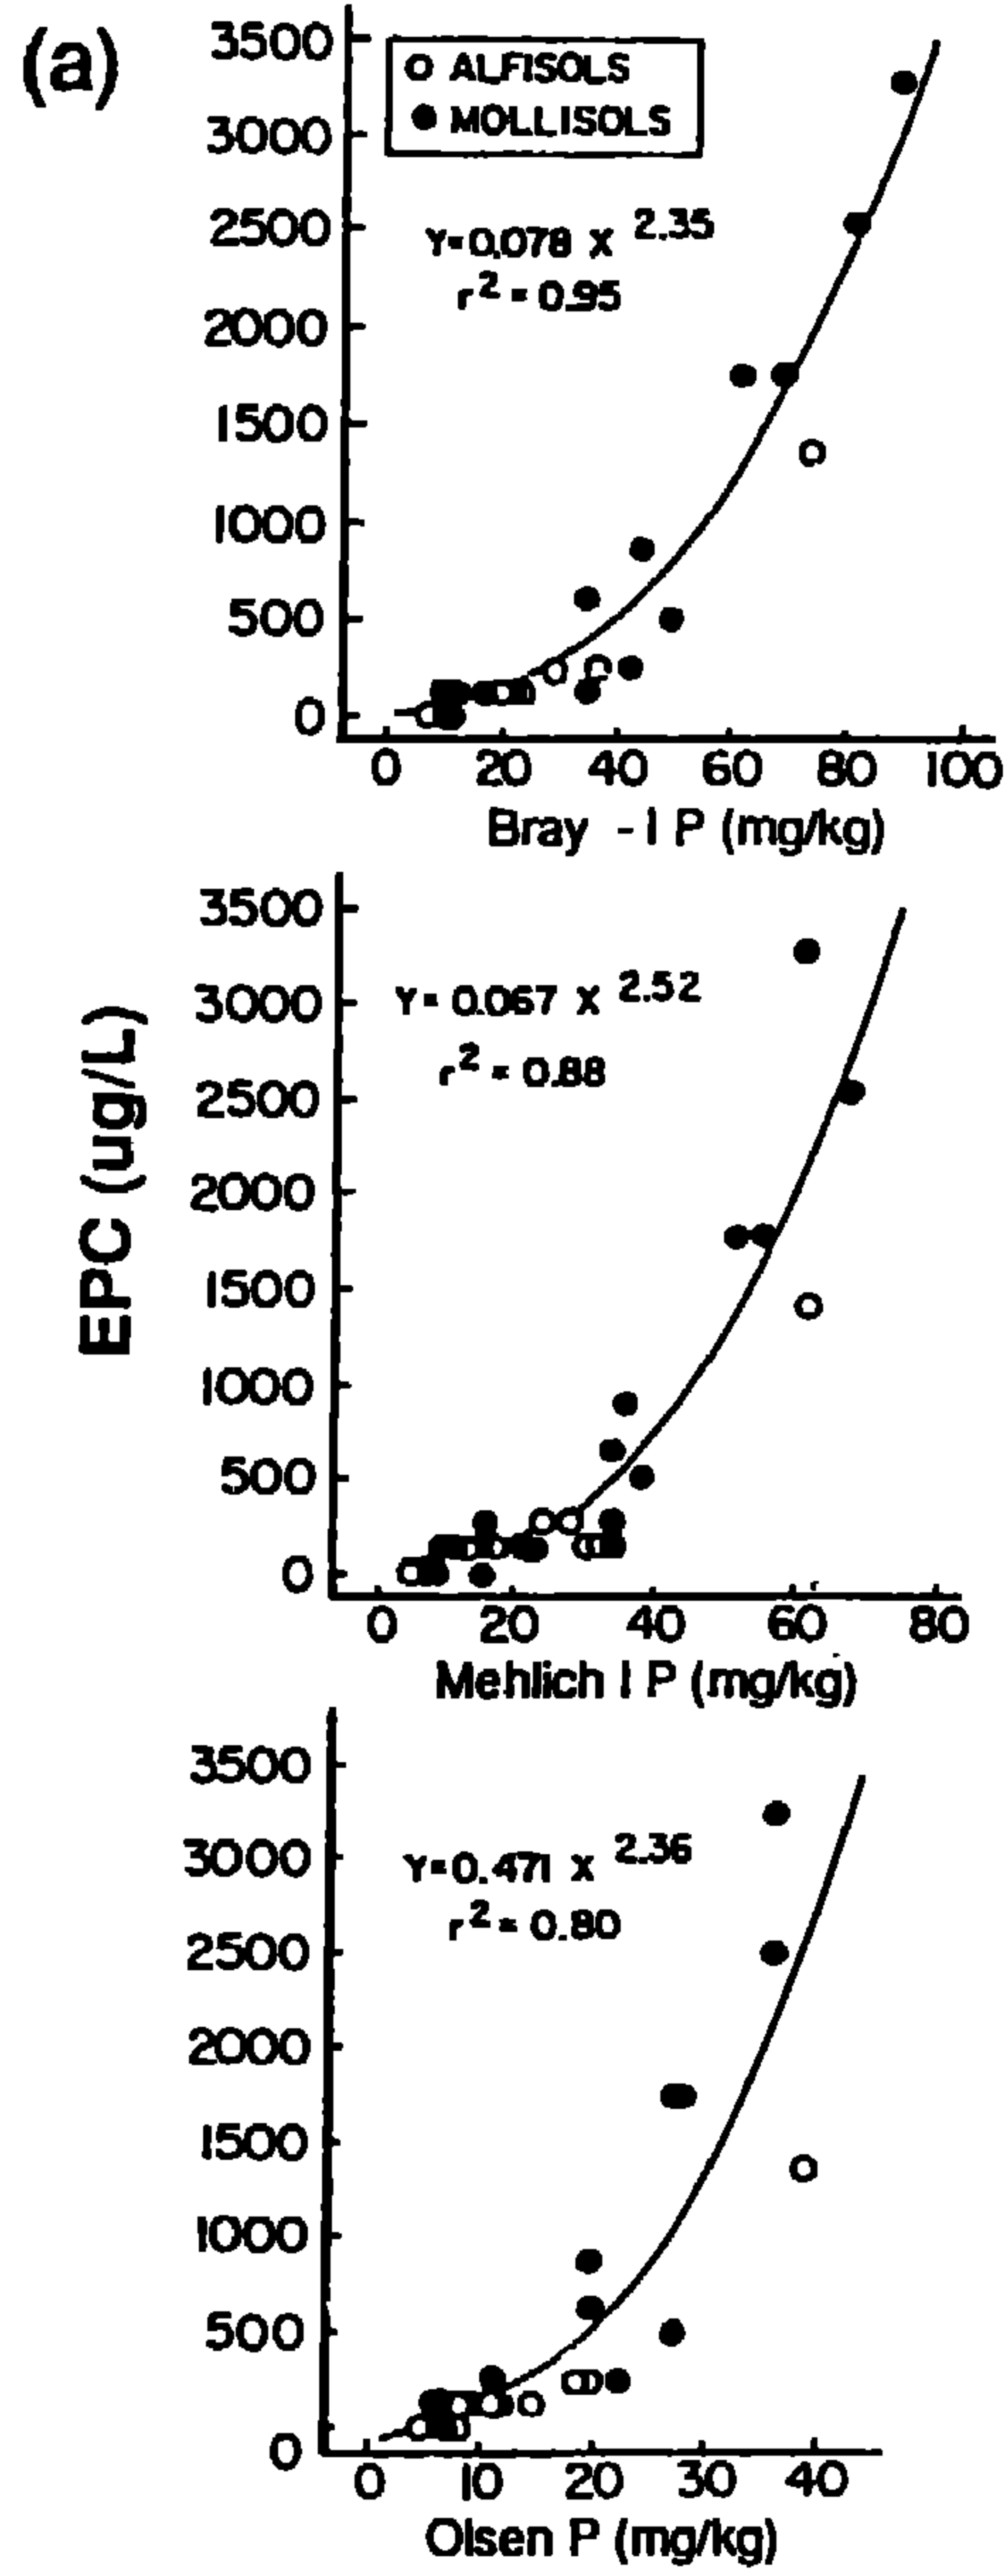 (a)
3500
○ ALFISOLS
● MOLLISOLS
3000
2500
Y=0.078 X 2.35
r2 = 0.95
2000
1500
1000
500
0
0 20 40 60 80 100
Bray -I P (mg/kg)
EPC (ug/L)
3500
3000
Y= 0.067 X 2.52
r2 = 0.88
2500
2000
1500
1000
500
0
0 20 40 60 80
Mehlich I P (mg/kg)
3500
3000
Y=0.471 X 2.36
r2 = 0.80
2500
2000
1500
1000
500
0
0 10 20 30 40
Olsen P (mg/kg)